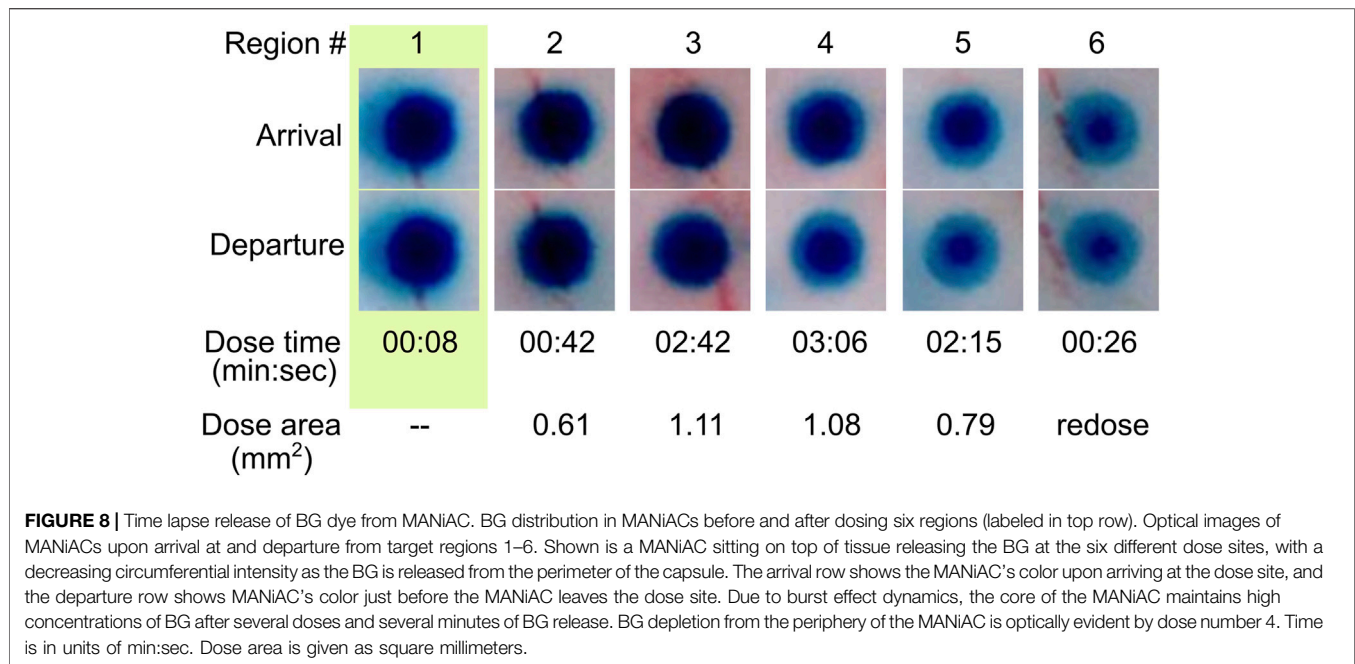 Region # 1 2 3 4 5 6
Arrival
Departure
Dose time 00:08 00:42 02:42 03:06 02:15 00:26
(min:sec)
Dose area -- 0.61 1.11 1.08 0.79 redose
(mm²)
FIGURE 8 | Time lapse release of BG dye from MANiAC. BG distribution in MANiACs before and after dosing six regions (labeled in top row). Optical images of
MANiACs upon arrival at and departure from target regions 1–6. Shown is a MANiAC sitting on top of tissue releasing the BG at the six different dose sites, with a
decreasing circumferential intensity as the BG is released from the perimeter of the capsule. The arrival row shows the MANiAC's color upon arriving at the dose site, and
the departure row shows MANiAC's color just before the MANiAC leaves the dose site. Due to burst effect dynamics, the core of the MANiAC maintains high
concentrations of BG after several doses and several minutes of BG release. BG depletion from the periphery of the MANiAC is optically evident by dose number 4. Time
is in units of min:sec. Dose area is given as square millimeters.